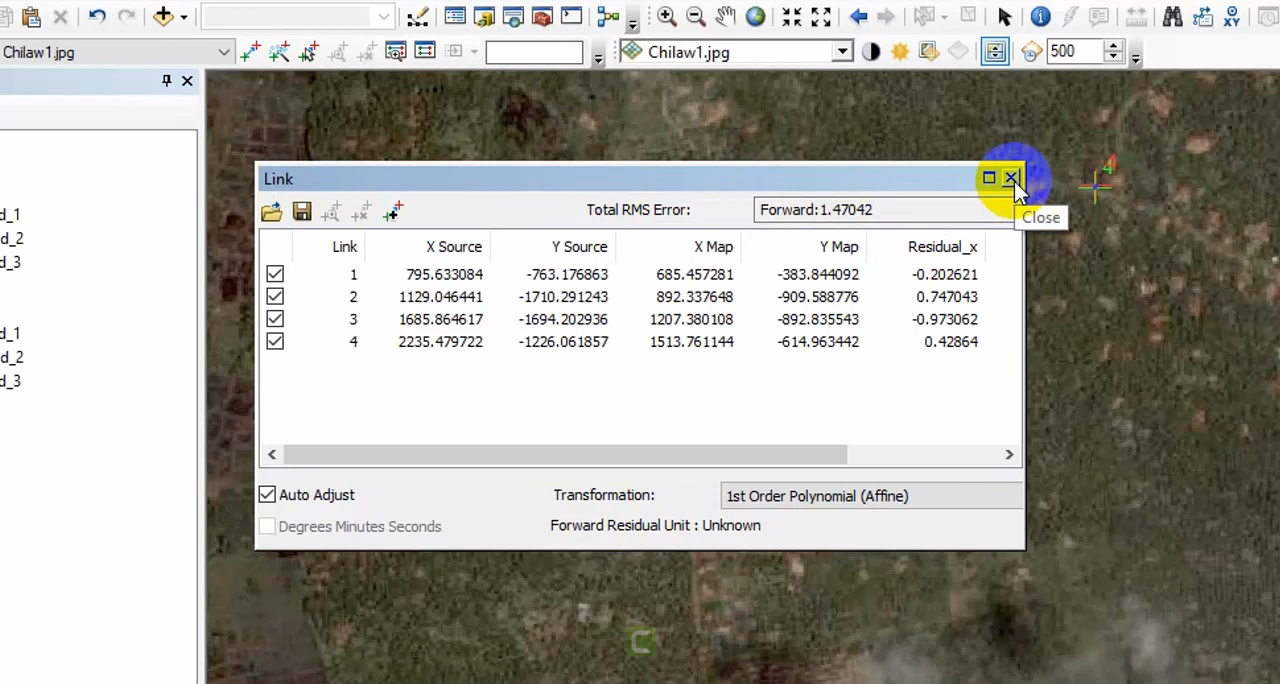 Chilaw1.jpg
Chilaw1.jpg
500
d_1
d_2
d_3
d_1
d_2
d_3
4
Link
Close
Total RMS Error: Forward:1.47042
Link X Source Y Source X Map Y Map Residual_x
1 795.633084 -763.176863 685.457281 -383.844092 -0.202621
2 1129.046441 -1710.291243 892.337648 -909.588776 0.747043
3 1685.864617 -1694.202936 1207.380108 -892.835543 -0.973062
4 2235.479722 -1226.061857 1513.761144 -614.963442 0.42864
Auto Adjust Transformation: 1st Order Polynomial (Affine)
Degrees Minutes Seconds Forward Residual Unit : Unknown